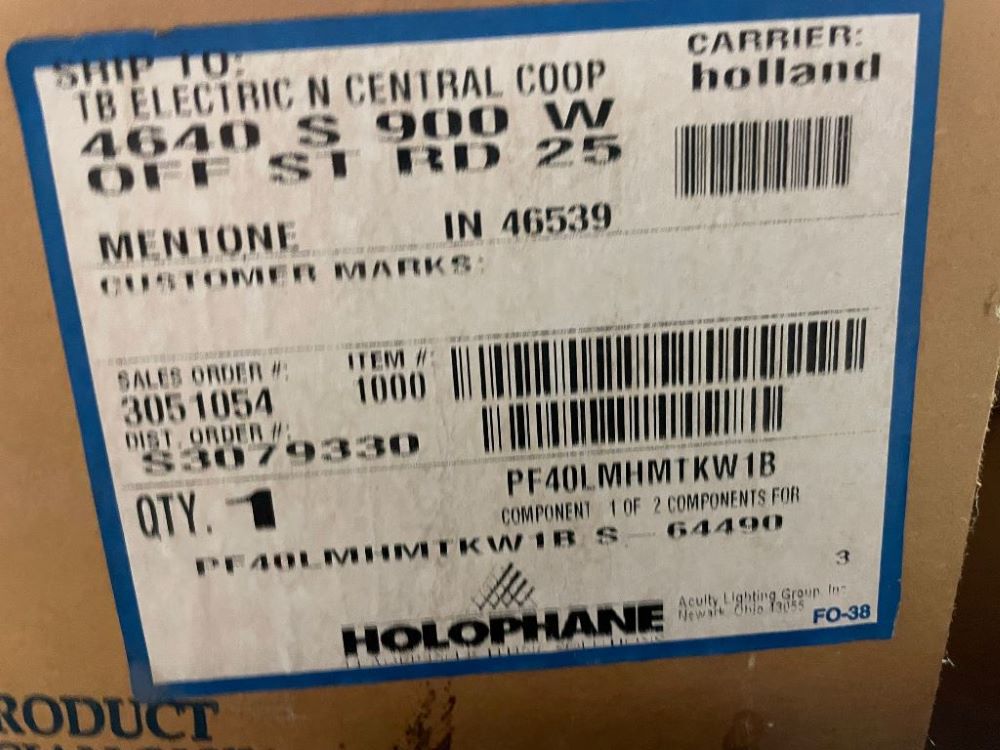 SHIP TO:
TB ELECTRIC N CENTRAL COOP
4640 S 900 W
OFF ST RD 25
MENTONE IN 46539
CUSTOMER MARKS:
CARRIER:
holland
SALES ORDER #: ITEM #:
3051054 1000
DIST. ORDER #:
S3079330
QTY. 1
PF40LMHMTKW1B
COMPONENT 1 OF 2 COMPONENTS FOR
PF40LMHMTKW1B S - 64490
3
HOLOPHANE
Acuity Lighting Group In
Newark Ohio 13055
FO-38
RODUCT